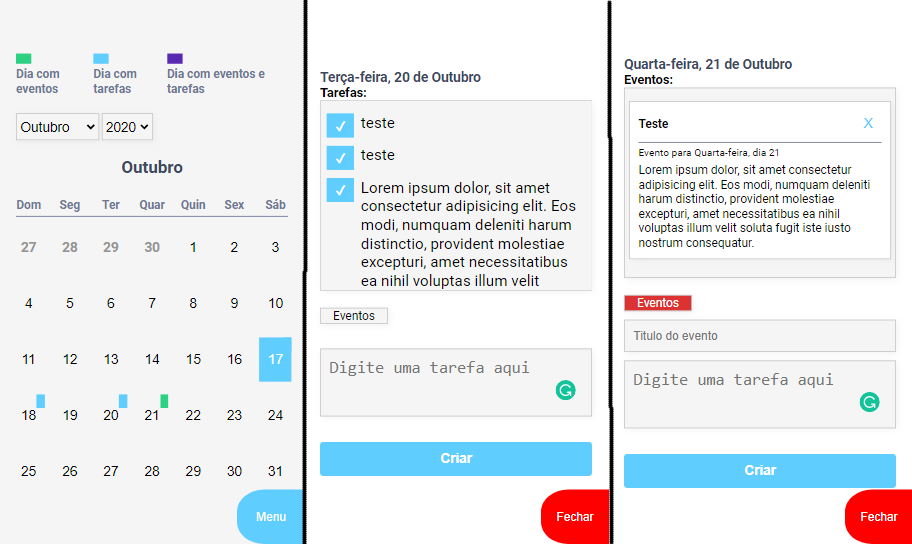 Dia com
eventos
Dia com
tarefas
Dia com eventos e
tarefas
Outubro 2020
Outubro
Dom Seg Ter Quar Quin Sex Sáb
27 28 29 30 1 2 3
4 5 6 7 8 9 10
11 12 13 14 15 16 17
18 19 20 21 22 23 24
25 26 27 28 29 30 31
Menu
Terça-feira, 20 de Outubro
Tarefas:
teste
teste
Lorem ipsum dolor, sit amet
consectetur adipisicing elit. Eos
modi, numquam deleniti harum
distinctio, provident molestiae
excepturi, amet necessitatibus
ea nihil voluptas illum velit
Eventos
Digite uma tarefa aqui
Criar
Fechar
Quarta-feira, 21 de Outubro
Eventos:
Teste X
Evento para Quarta-feira, dia 21
Lorem ipsum dolor, sit amet consectetur
adipisicing elit. Eos modi, numquam deleniti
harum distinctio, provident molestiae
excepturi, amet necessitatibus ea nihil
voluptas illum velit soluta fugit iste iusto
nostrum consequatur.
Eventos
Titulo do evento
Digite uma tarefa aqui
Criar
Fechar